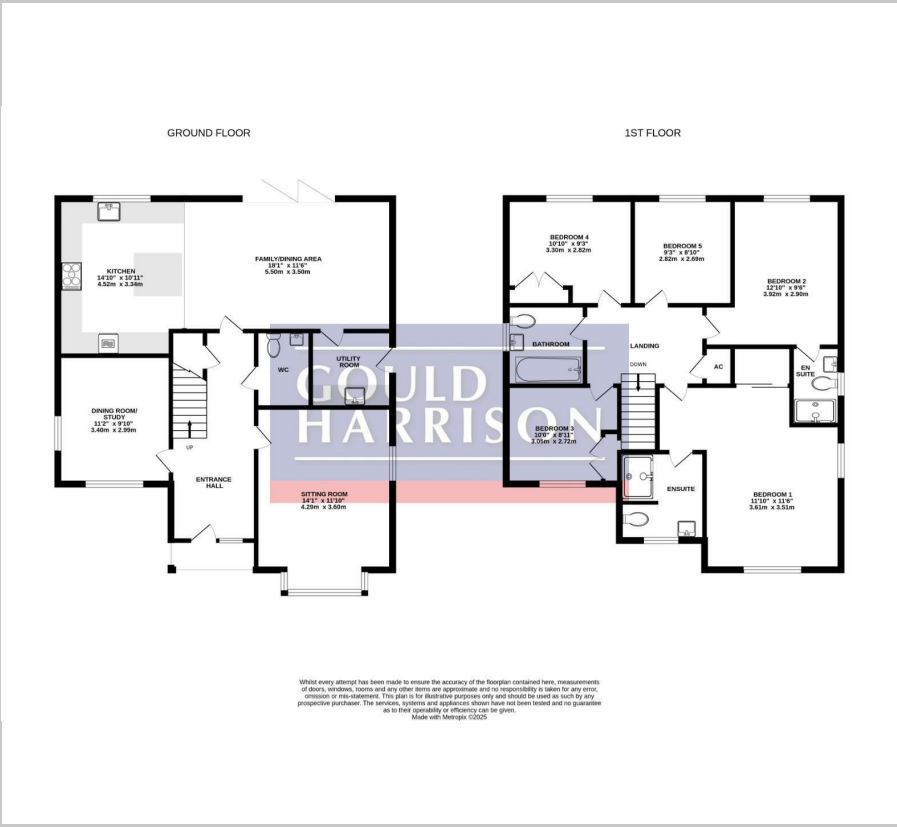 GROUND FLOOR
1ST FLOOR
KITCHEN
14'10" x 10'11"
4.52m x 3.34m
FAMILY/DINING AREA
18'1" x 11'6"
5.50m x 3.50m
DINING ROOM/
STUDY
11'2" x 9'10"
3.40m x 2.99m
UP
ENTRANCE
HALL
WC
UTILITY
ROOM
SITTING ROOM
14'1" x 11'10"
4.29m x 3.60m
BEDROOM 4
10'10" x 9'3"
3.30m x 2.82m
BEDROOM 5
9'3" x 8'10"
2.82m x 2.69m
BEDROOM 2
12'10" x 9'6"
3.92m x 2.90m
BATHROOM
LANDING
DOWN
AC
EN
SUITE
BEDROOM 3
10'0" x 8'11"
3.05m x 2.72m
ENSUITE
BEDROOM 1
11'10" x 11'6"
3.61m x 3.51m
GOULD
HARRISON
Whilst every attempt has been made to ensure the accuracy of the floorplan contained here, measurements
of doors, windows, rooms and any other items are approximate and no responsibility is taken for any error,
omission or mis-statement. This plan is for illustrative purposes only and should be used as such by any
prospective purchaser. The services, systems and appliances shown have not been tested and no guarantee
as to their operability or efficiency can be given.
Made with Metropix ©2025